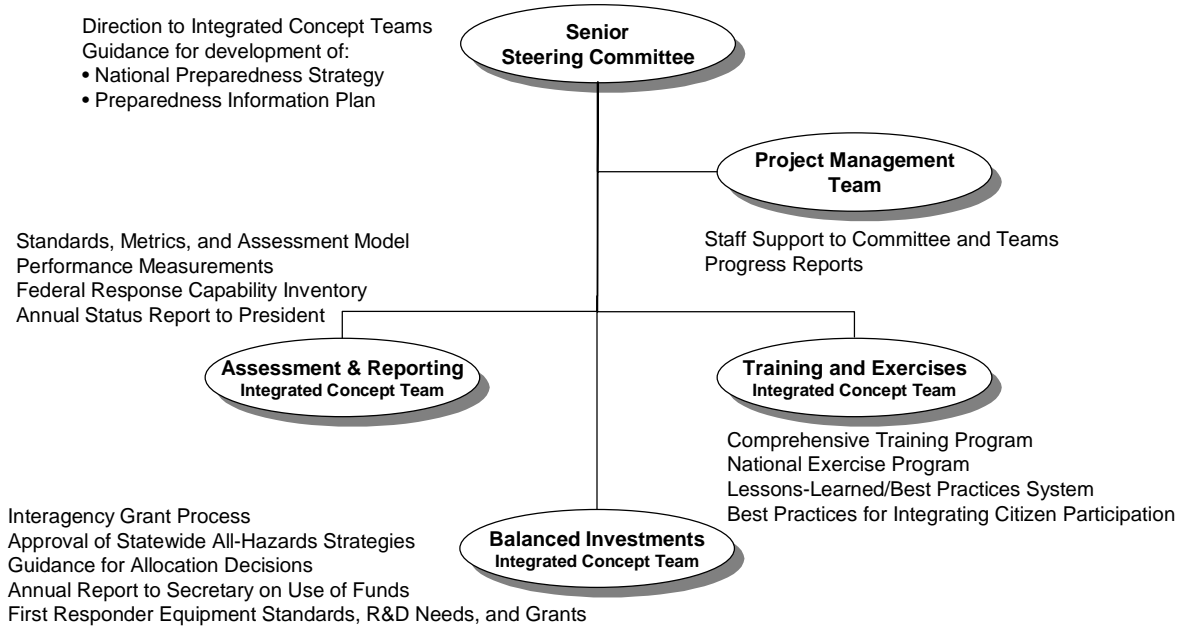 Direction to Integrated Concept Teams
Guidance for development of:
• National Preparedness Strategy
• Preparedness Information Plan
Senior
Steering Committee
Project Management
Team
Staff Support to Committee and Teams
Progress Reports
Standards, Metrics, and Assessment Model
Performance Measurements
Federal Response Capability Inventory
Annual Status Report to President
Assessment & Reporting
Integrated Concept Team
Training and Exercises
Integrated Concept Team
Comprehensive Training Program
National Exercise Program
Lessons-Learned/Best Practices System
Best Practices for Integrating Citizen Participation
Interagency Grant Process
Approval of Statewide All-Hazards Strategies
Guidance for Allocation Decisions
Annual Report to Secretary on Use of Funds
First Responder Equipment Standards, R&D Needs, and Grants
Balanced Investments
Integrated Concept Team